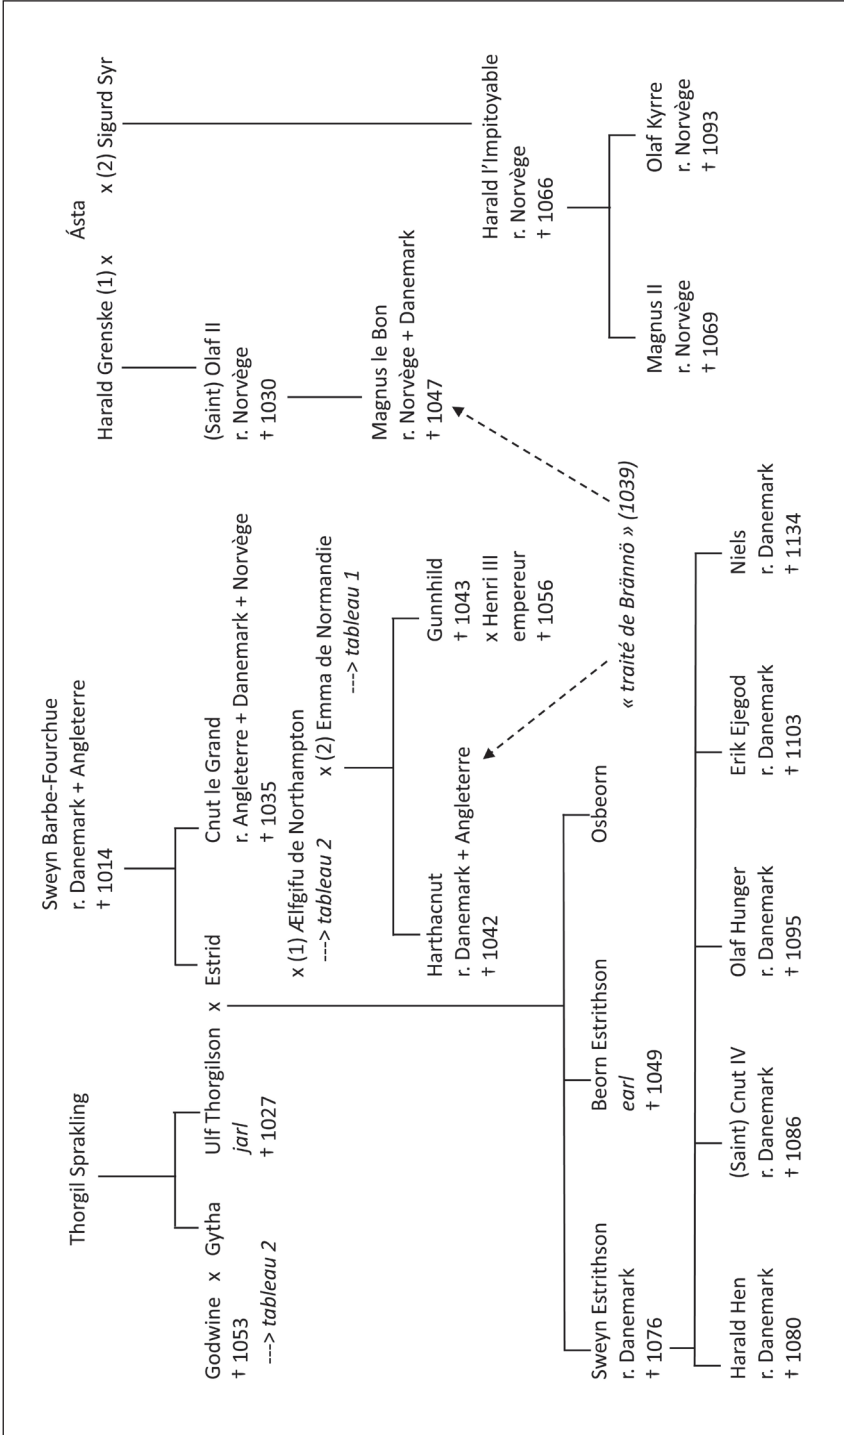 Thorgil Sprakling
Sweyn Barbe-Fourchue
r. Danemark + Angleterre
† 1014
Ásta
Harald Grenske (1) x
x (2) Sigurd Syr
Godwine x Gytha
† 1053
---> tableau 2
Ulf Thorgilson x Estrid
jarl
† 1027
Cnut le Grand
r. Angleterre + Danemark + Norvège
† 1035
x (1) Ælfgifu de Northampton
---> tableau 2
x (2) Emma de Normandie
---> tableau 1
(Saint) Olaf II
r. Norvège
† 1030
Harthacnut
r. Danemark + Angleterre
† 1042
Gunnhild
† 1043
x Henri III
empereur
† 1056
Magnus le Bon
r. Norvège + Danemark
† 1047
Harald l’Impitoyable
r. Norvège
† 1066
Sweyn Estrithson
r. Danemark
† 1076
Beorn Estrithson
earl
† 1049
Osbeorn
« traité de Brännö » (1039)
Magnus II
r. Norvège
† 1069
Olaf Kyrre
r. Norvège
† 1093
Harald Hen
r. Danemark
† 1080
(Saint) Cnut IV
r. Danemark
† 1086
Olaf Hunger
r. Danemark
† 1095
Erik Ejegod
r. Danemark
† 1103
Niels
r. Danemark
† 1134